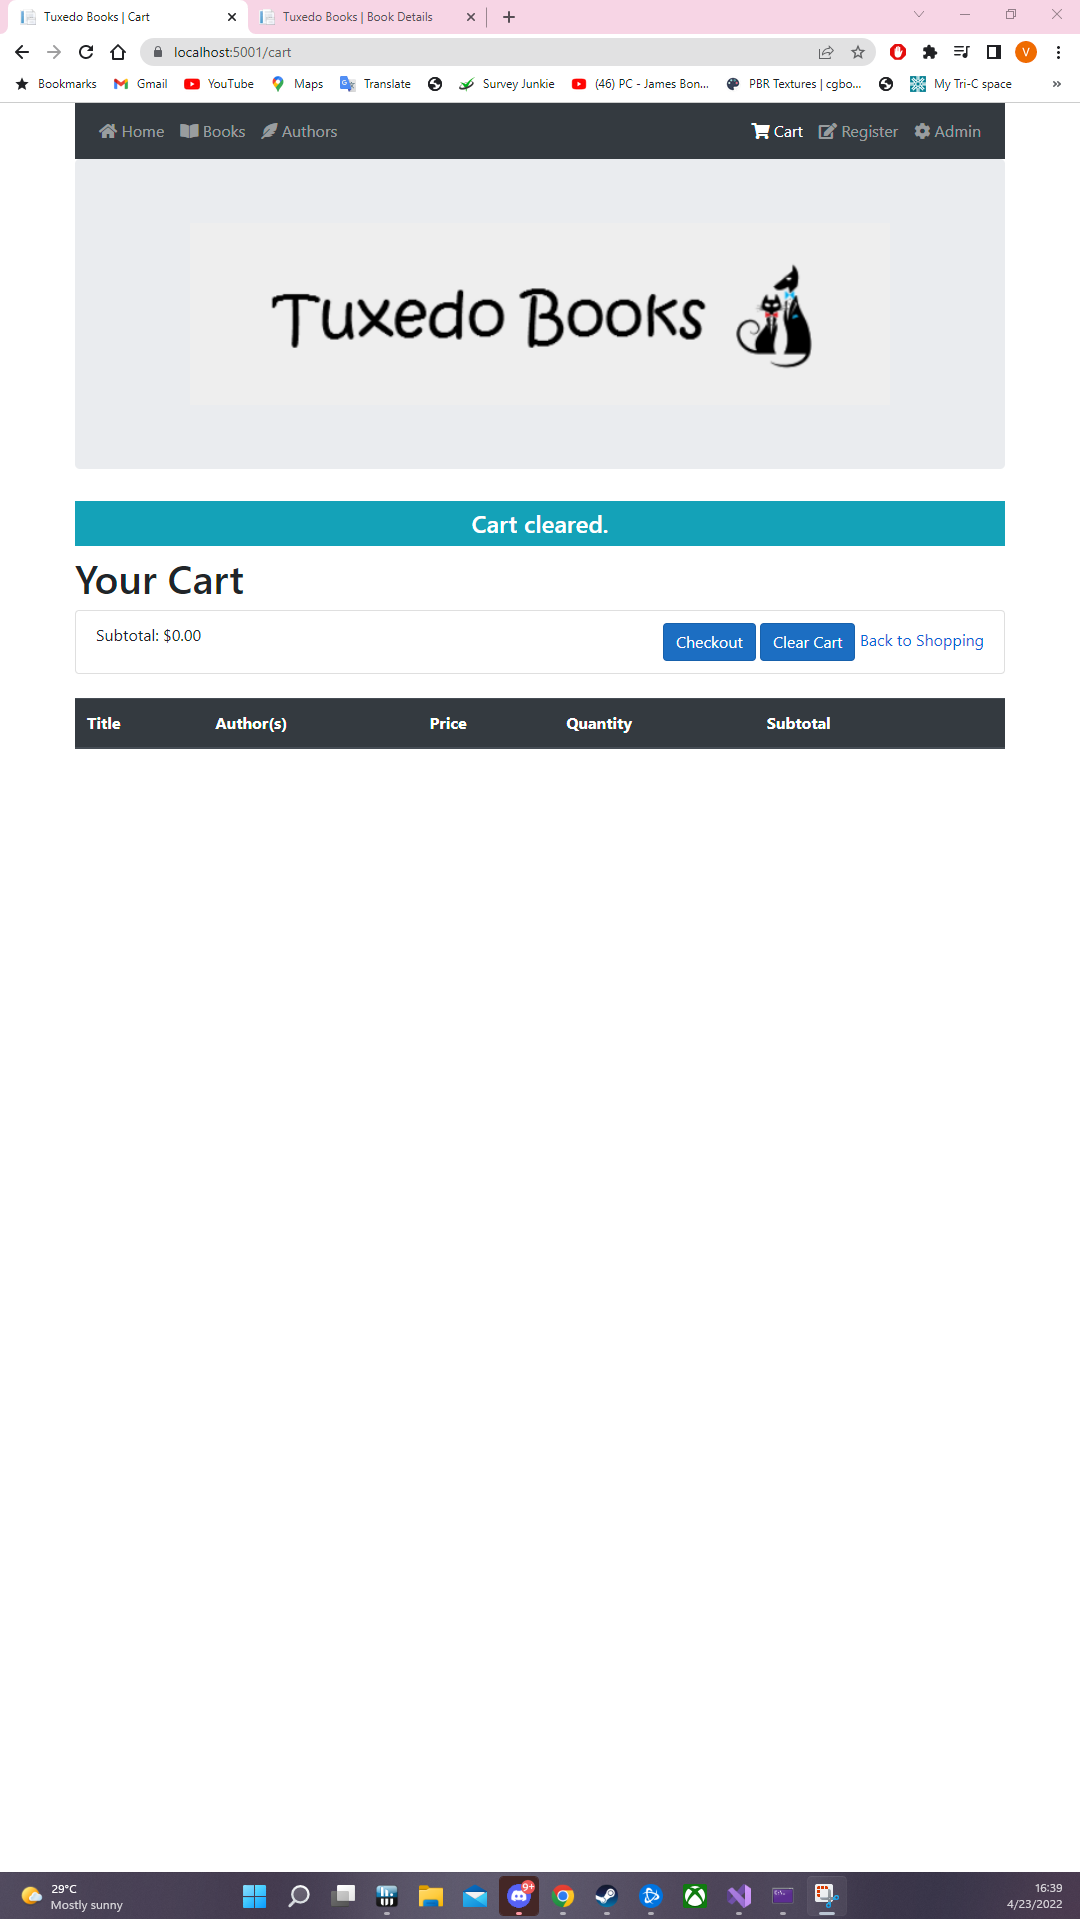 Tuxedo Books | Cart
Tuxedo Books | Book Details
localhost:5001/cart
V
Bookmarks Gmail YouTube Maps Translate Survey Junkie (46) PC - James Bon... PBR Textures | cgbo... My Tri-C space »
Home Books Authors Cart Register Admin
Tuxedo Books
Cart cleared.
Your Cart
Subtotal: $0.00 Checkout Clear Cart Back to Shopping
Title Author(s) Price Quantity Subtotal
29°C
Mostly sunny
9+
16:39
4/23/2022